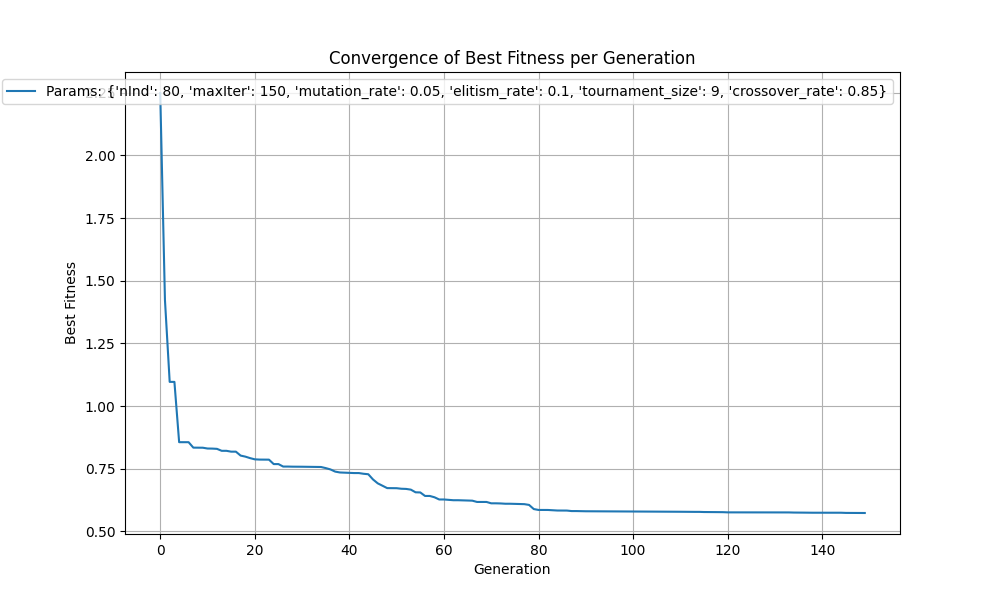 Convergence of Best Fitness per Generation
Params: {'nInd': 80, 'maxIter': 150, 'mutation_rate': 0.05, 'elitism_rate': 0.1, 'tournament_size': 9, 'crossover_rate': 0.85}
2.00
1.75
1.50
1.25
1.00
0.75
0.50
Best Fitness
0 20 40 60 80 100 120 140
Generation